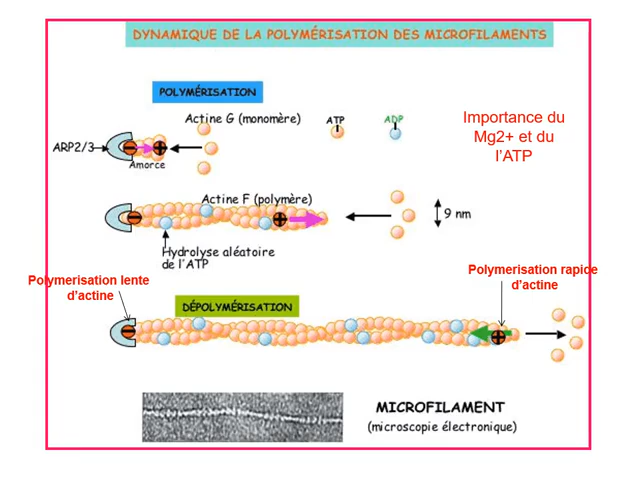 DYNAMIQUE DE LA POLYMÉRISATION DES MICROFILAMENTS
POLYMÉRISATION
Actine G (monomère)
ATP
ADP
Importance du
Mg2+ et du
l'ATP
ARP2/3
Amorce
Actine F (polymère)
9 nm
Hydrolyse aléatoire
de l'ATP
Polymerisation lente
d'actine
Polymerisation rapide
d'actine
DÉPOLYMÉRISATION
MICROFILAMENT
(microscopie électronique)